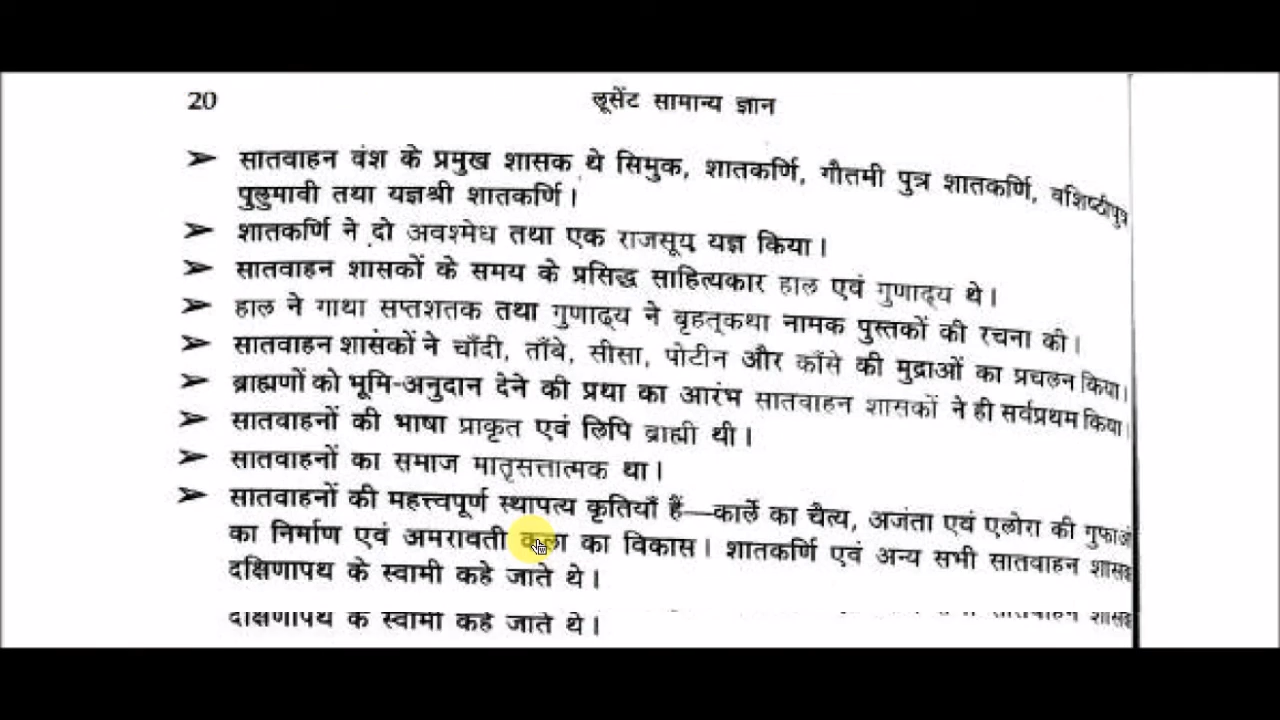 20
लूसेंट सामान्य ज्ञान
➤ सातवाहन वंश के प्रमुख शासक थे सिमुक, शातकर्णि, गौतमी पुत्र शातकर्णि, वशिष्ठीपुत्र
पुलुमावी तथा यज्ञश्री शातकर्णि।
➤ शातकर्णि ने दो अवश्मेध तथा एक राजसूय यज्ञ किया।
➤ सातवाहन शासकों के समय के प्रसिद्ध साहित्यकार हाल एवं गुणाढ्य थे।
➤ हाल ने गाथा सप्तशतक तथा गुणाढ्य ने बृहत्कथा नामक पुस्तकों की रचना की।
➤ सातवाहन शासकों ने चाँदी, ताँबे, सीसा, पोटीन और काँसे की मुद्राओं का प्रचलन किया।
➤ ब्राह्मणों को भूमि-अनुदान देने की प्रथा का आरंभ सातवाहन शासकों ने ही सर्वप्रथम किया।
➤ सातवाहनों की भाषा प्राकृत एवं लिपि ब्राह्मी थी।
➤ सातवाहनों का समाज मातृसत्तात्मक था।
➤ सातवाहनों की महत्त्वपूर्ण स्थापत्य कृतियाँ हैं—कार्ले का चैत्य, अजंता एवं एलोरा की
का निर्माण एवं अमरावती कला का विकास। शातकर्णि एवं अन्य सभी सातवाहन
दक्षिणापथ के स्वामी कहे जाते थे।
दक्षिणापथ के स्वामी कहे जाते थे।